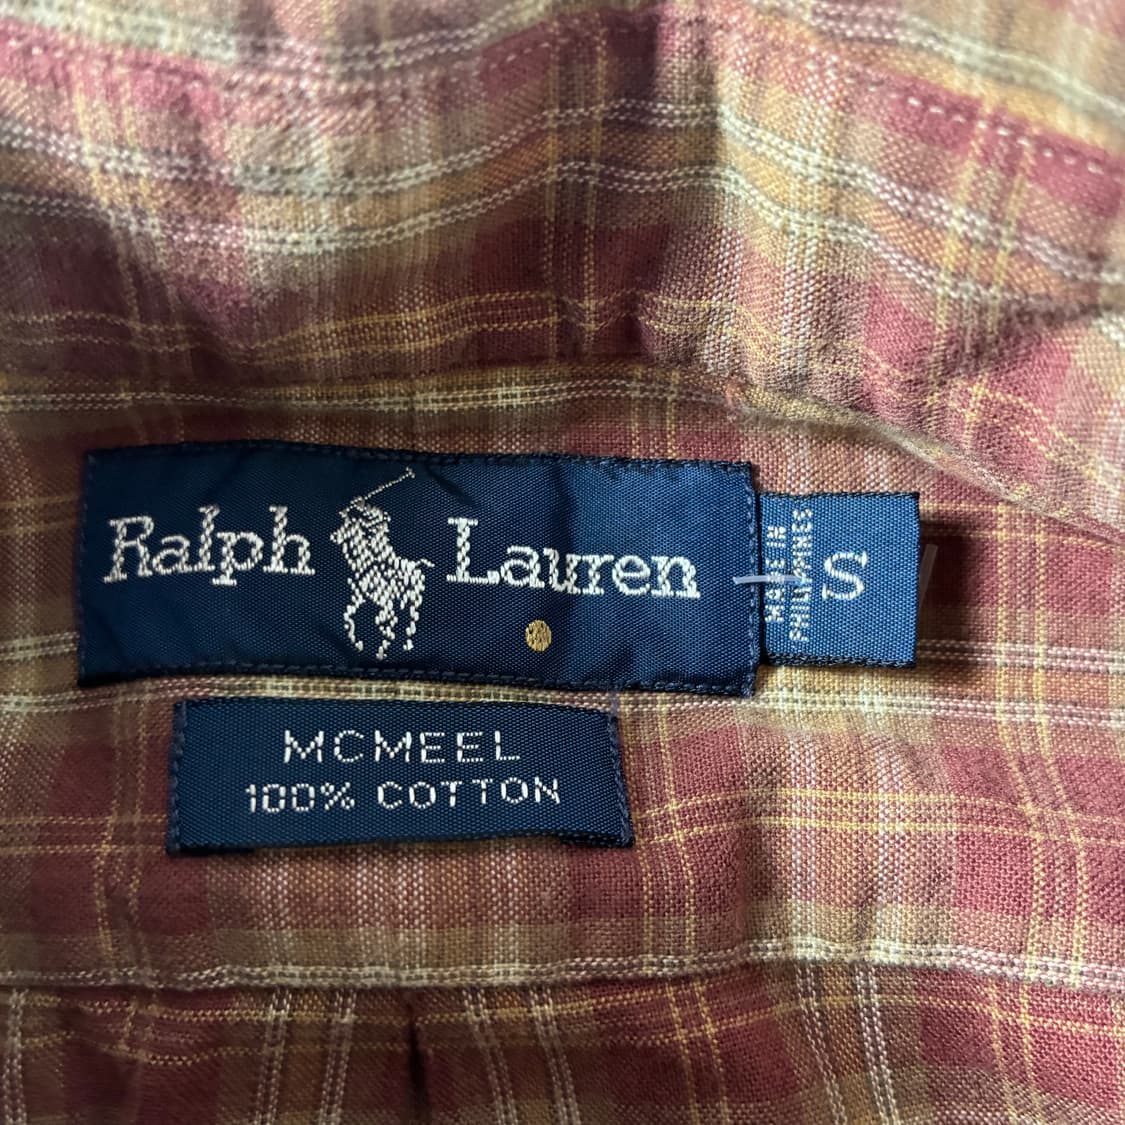 Ralph Lauren
MADE IN
PHILIPPINES
S
MCMEEL
100% COTTON